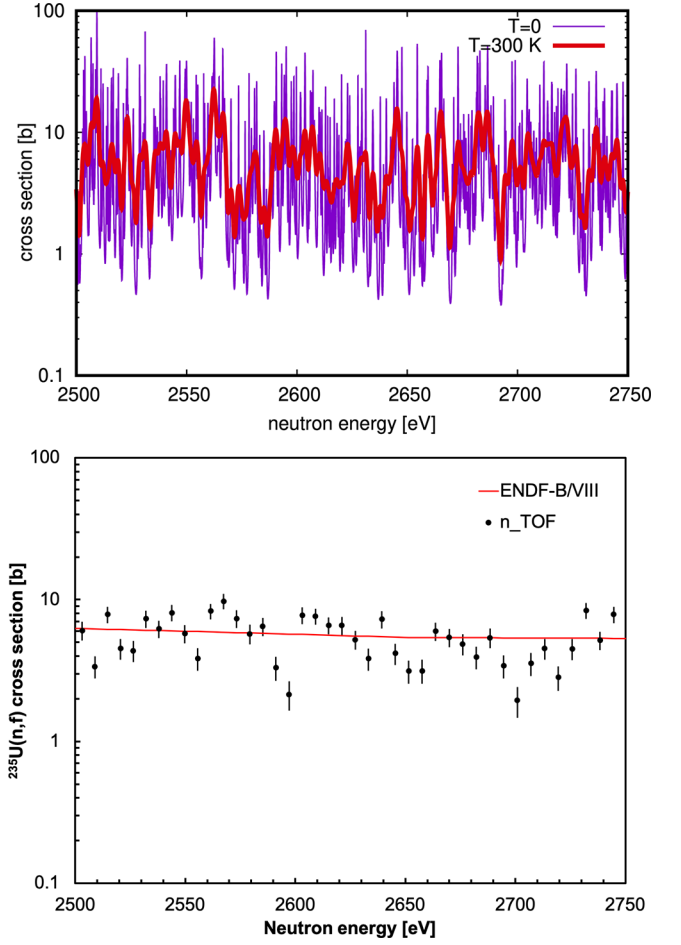 100
T=0
T=300 K
10
cross section [b]
1
0.1
2500 2550 2600 2650 2700 2750
neutron energy [eV]
100
ENDF-B/VIII
n_TOF
10
²³⁵U(n,f) cross section [b]
1
0.1
2500 2550 2600 2650 2700 2750
Neutron energy [eV]